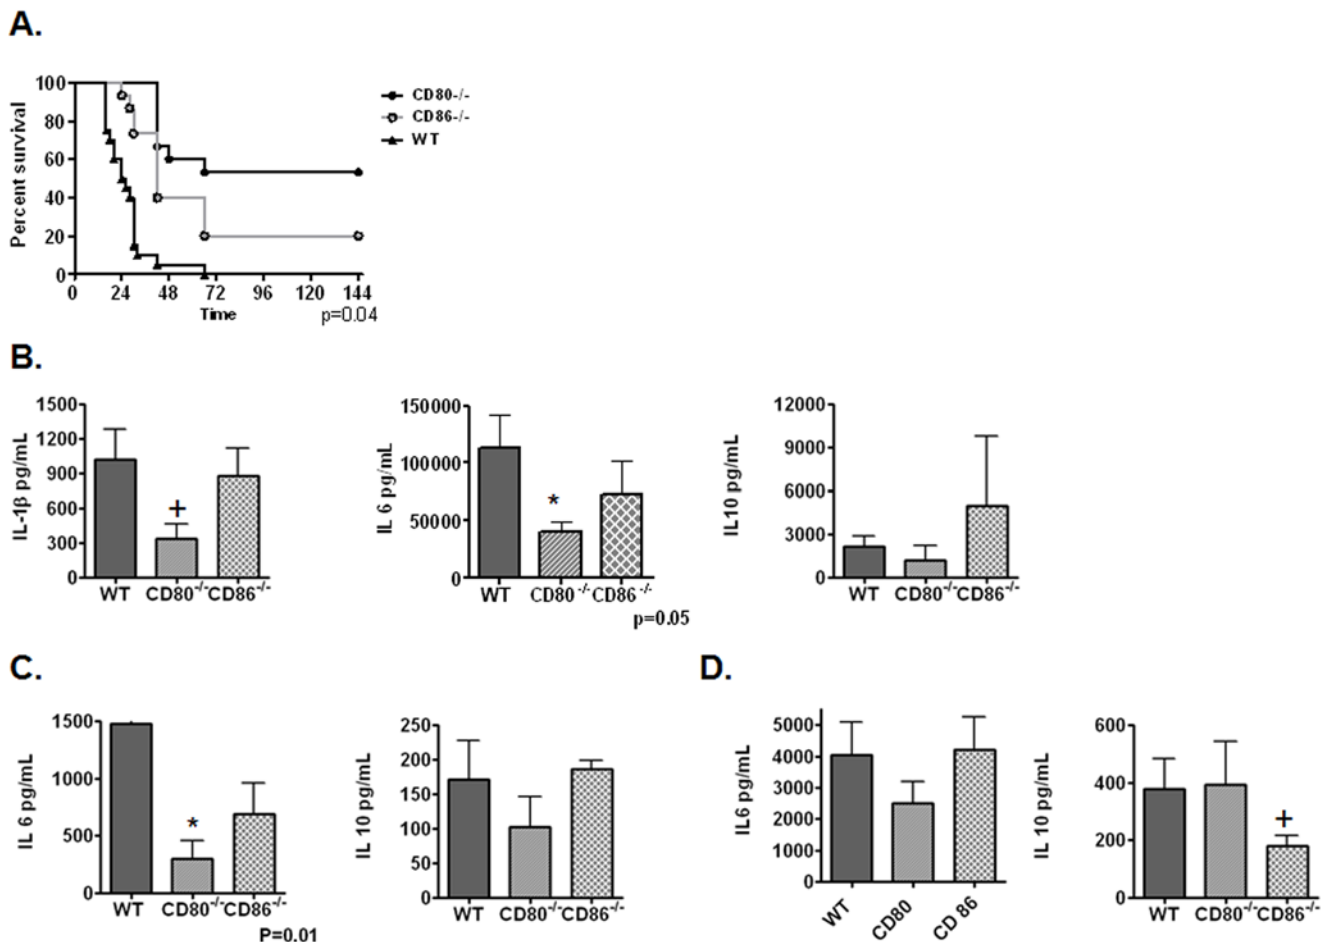 A.
100
80
60
40
20
0
Percent survival
0 24 48 72 96 120 144
Time
p=0.04
CD80-/-
CD86-/-
WT
B.
1500
1200
900
600
300
0
IL-1β pg/mL
+
WT CD80-/- CD86-/-
150000
100000
50000
0
IL 6 pg/mL
*
WT CD80 -/- CD86 -/-
p=0.05
12000
9000
6000
3000
0
IL10 pg/mL
WT CD80-/- CD86-/-
C.
1500
1000
500
0
IL 6 pg/mL
*
WT CD80-/- CD86-/-
P=0.01
250
200
150
100
50
0
IL 10 pg/mL
WT CD80-/- CD86-/-
D.
5000
4000
3000
2000
1000
0
IL6 pg/mL
WT CD80 CD 86
600
400
200
0
IL 10 pg/mL
+
WT CD80-/- CD86-/-